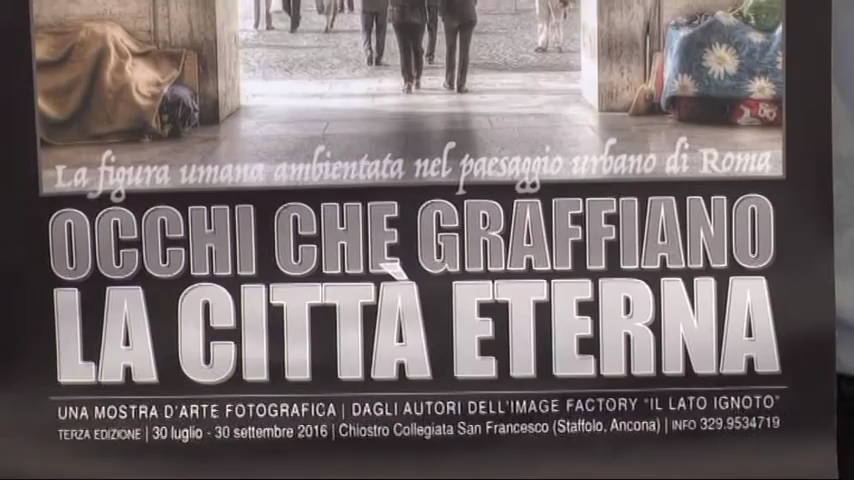 La figura umana ambientata nel paesaggio urbano di Roma
OCCHI CHE GRAFFIANO
LA CITTÀ ETERNA
UNA MOSTRA D'ARTE FOTOGRAFICA | DAGLI AUTORI DELL'IMAGE FACTORY "IL LATO IGNOTO"
TERZA EDIZIONE | 30 luglio - 30 settembre 2016 | Chiostro Collegiata San Francesco (Staffolo, Ancona) | INFO 329.9534719